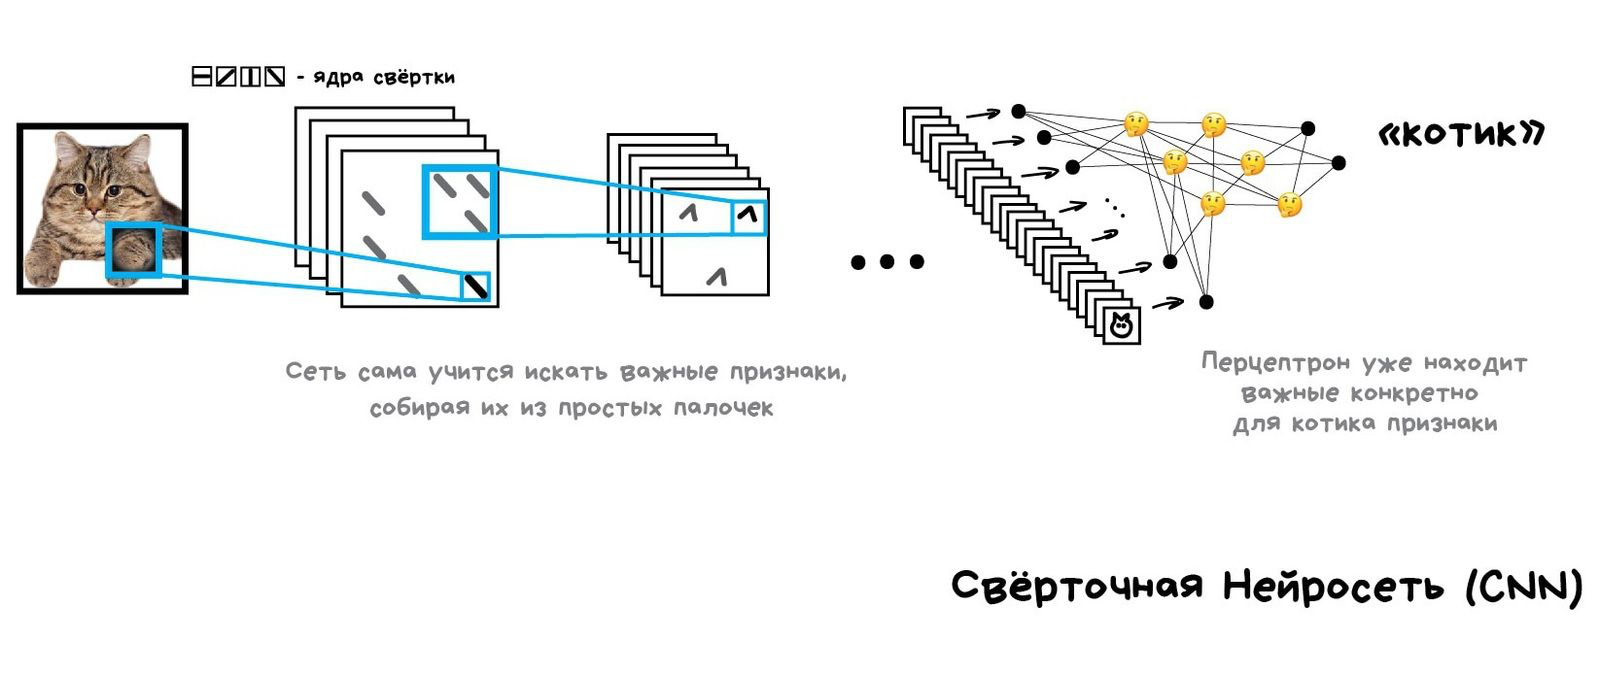 - ядра свёртки
«котик»
Сеть сама учится искать важные признаки,
собирая их из простых палочек
Перцептрон уже находит
важные конкретно
для котика признаки
Свёрточная Нейросеть (CNN)